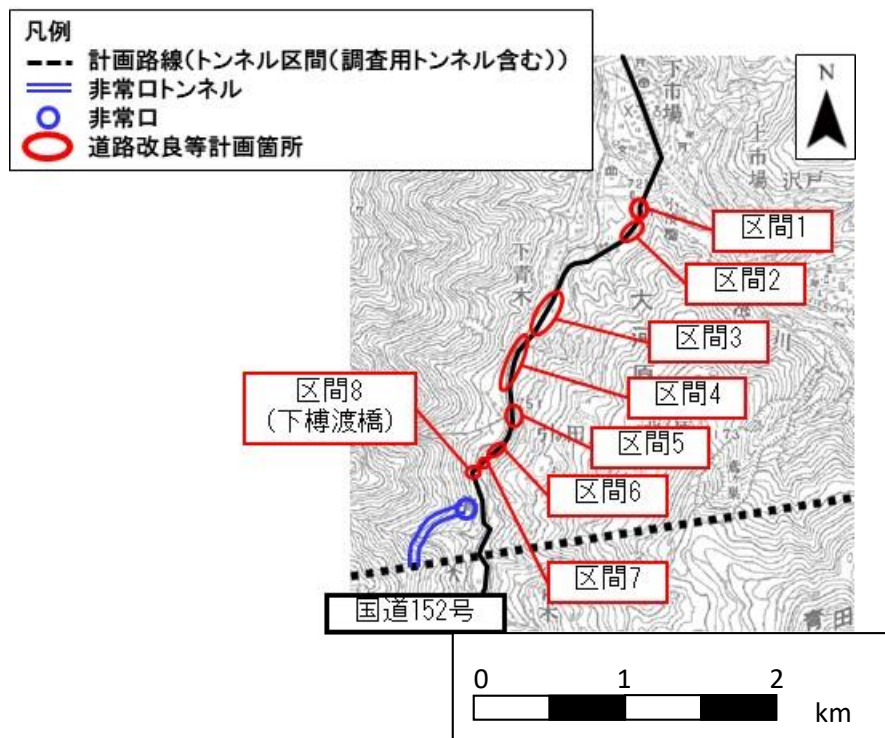 凡例
計画路線(トンネル区間(調査用トンネル含む))
非常口トンネル
非常口
道路改良等計画箇所
N
下市場
上市場
沢戸
区間1
区間2
下青木
区間3
区間4
区間8
(下樽渡橋)
区間5
区間6
区間7
国道152号
青田
0 1 2
km